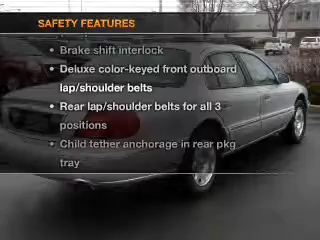 SAFETY FEATURES
• Brake shift interlock
• Deluxe color-keyed front outboard
lap/shoulder belts
• Rear lap/shoulder belts for all 3
positions
• Child tether anchorage in rear pkg
tray